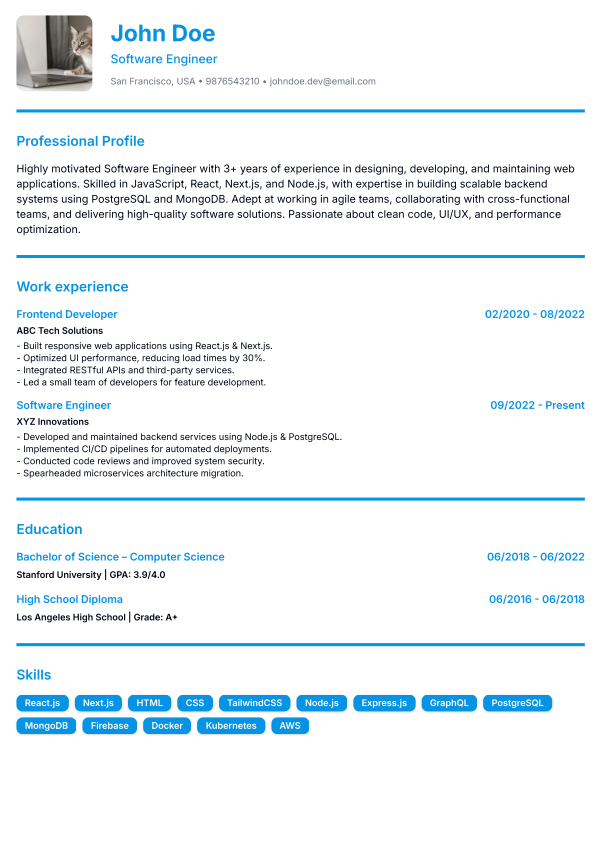 John Doe
Software Engineer
San Francisco, USA • 9876543210 • johndoe.dev@email.com
Professional Profile
Highly motivated Software Engineer with 3+ years of experience in designing, developing, and maintaining web
applications. Skilled in JavaScript, React, Next.js, and Node.js, with expertise in building scalable backend
systems using PostgreSQL and MongoDB. Adept at working in agile teams, collaborating with cross-functional
teams, and delivering high-quality software solutions. Passionate about clean code, UI/UX, and performance
optimization.
Work experience
Frontend Developer 02/2020 - 08/2022
ABC Tech Solutions
- Built responsive web applications using React.js & Next.js.
- Optimized UI performance, reducing load times by 30%.
- Integrated RESTful APIs and third-party services.
- Led a small team of developers for feature development.
Software Engineer 09/2022 - Present
XYZ Innovations
- Developed and maintained backend services using Node.js & PostgreSQL.
- Implemented CI/CD pipelines for automated deployments.
- Conducted code reviews and improved system security.
- Spearheaded microservices architecture migration.
Education
Bachelor of Science – Computer Science 06/2018 - 06/2022
Stanford University | GPA: 3.9/4.0
High School Diploma 06/2016 - 06/2018
Los Angeles High School | Grade: A+
Skills
React.js Next.js HTML CSS TailwindCSS Node.js Express.js GraphQL PostgreSQL
MongoDB Firebase Docker Kubernetes AWS